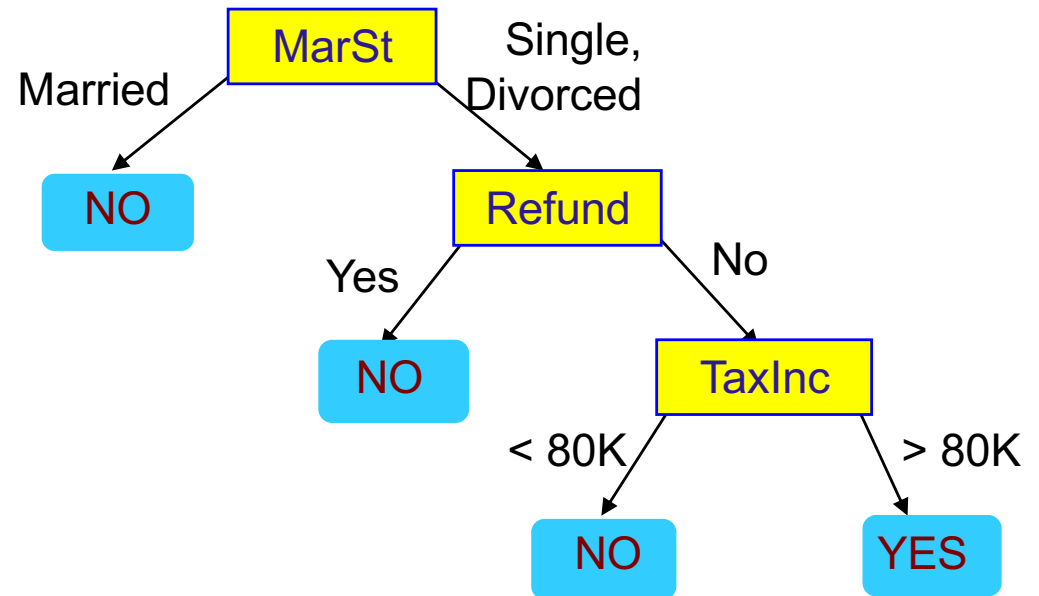 MarSt
Single,
Divorced
Married
NO
Refund
Yes
No
NO
TaxInc
< 80K
> 80K
NO
YES